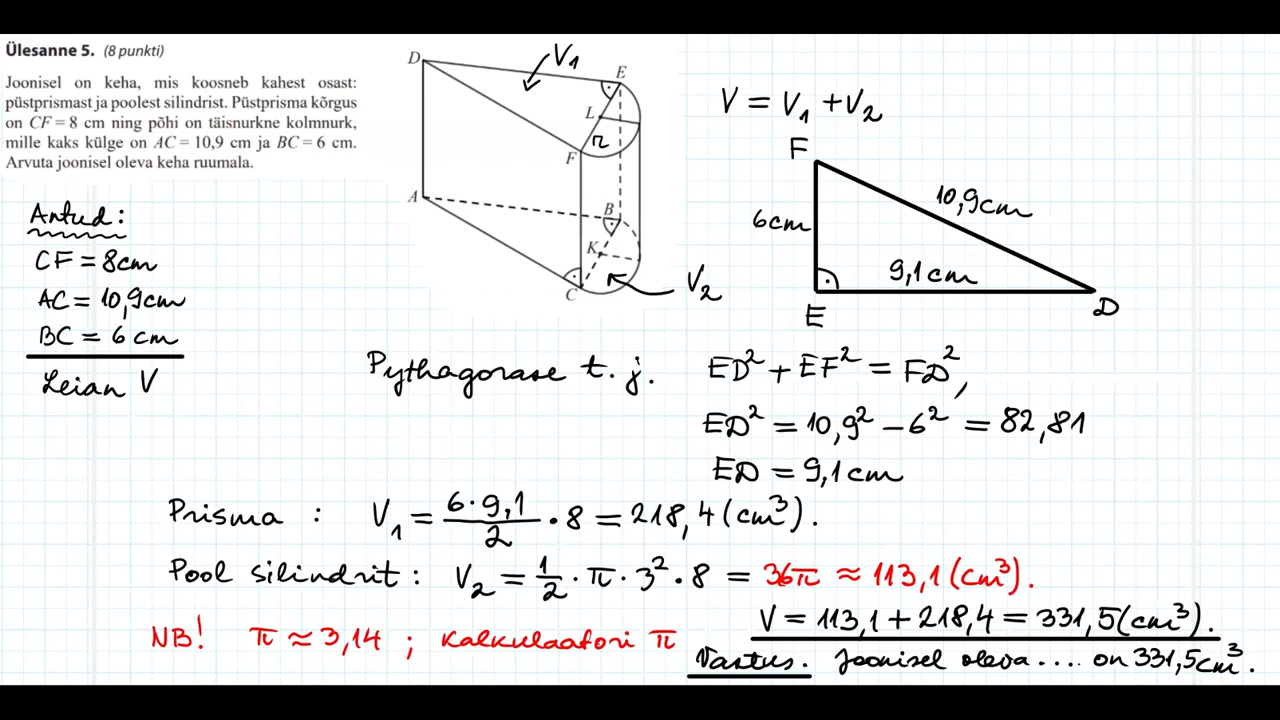 Ülesanne 5. (8 punkti)
Joonisel on keha, mis koosneb kahest osast:
püstprismast ja poolest silindrist. Püstprisma kõrgus
on CF = 8 cm ning põhi on täisnurkne kolmnurk,
mille kaks külge on AC = 10,9 cm ja BC = 6 cm.
Arvuta joonisel oleva keha ruumala.
Antud:
CF = 8cm
AC = 10,9cm
BC = 6 cm
Leian V
D
V₁
E
L
r
F
A
B
K
C
V₂
V = V₁ + V₂
F
10,9cm
6cm
9,1cm
E
D
Pythagorase t. j.
ED² + EF² = FD²,
ED² = 10,9² - 6² = 82,81
ED = 9,1cm
Prisma : V₁ = (6·9,1)/2 · 8 = 218,4 (cm³).
Pool silindrit : V₂ = 1/2 · π · 3² · 8 = 36π ≈ 113,1 (cm³).
NB! π ≈ 3,14 ; kalkulaatori π
V = 113,1 + 218,4 = 331,5 (cm³).
Vastus. Joonisel oleva .... on 331,5cm³.